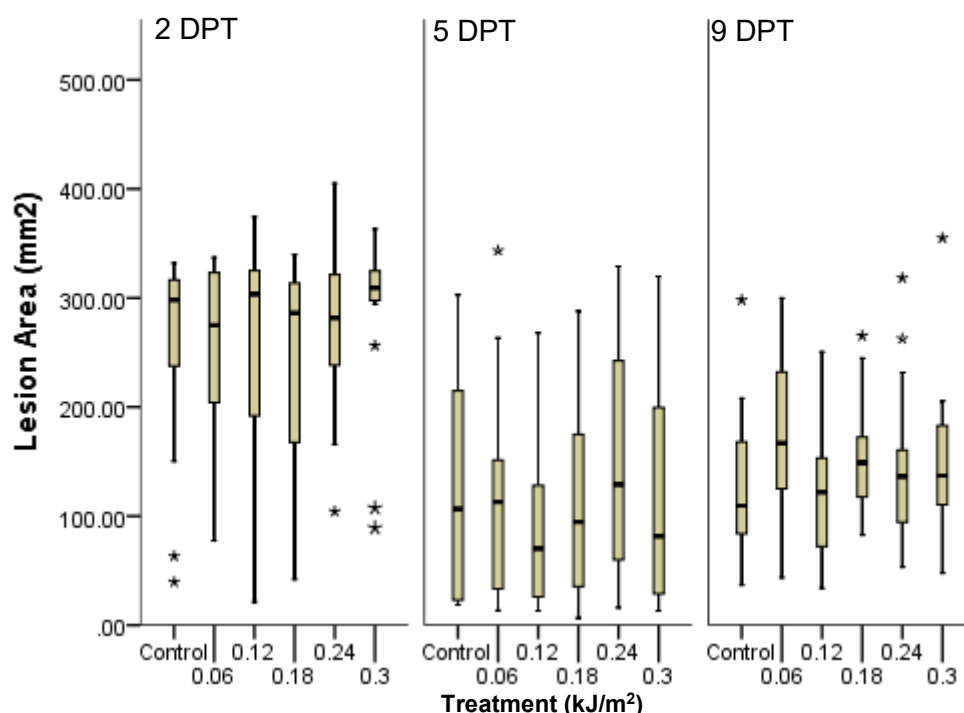 2 DPT
5 DPT
9 DPT
500.00
400.00
300.00
200.00
100.00
.00
Lesion Area (mm2)
Control 0.12 0.24
0.06 0.18 0.3
Control 0.12 0.24
0.06 0.18 0.3
Control 0.12 0.24
0.06 0.18 0.3
Treatment (kJ/m²)